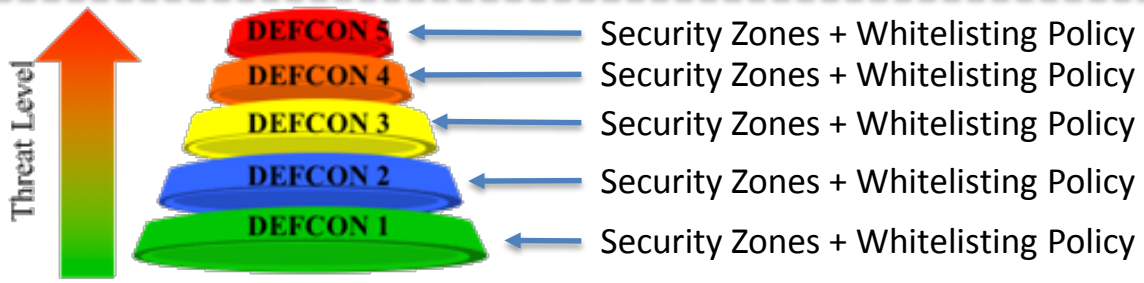 Threat Level
DEFCON 5
Security Zones + Whitelisting Policy
DEFCON 4
Security Zones + Whitelisting Policy
DEFCON 3
Security Zones + Whitelisting Policy
DEFCON 2
Security Zones + Whitelisting Policy
DEFCON 1
Security Zones + Whitelisting Policy